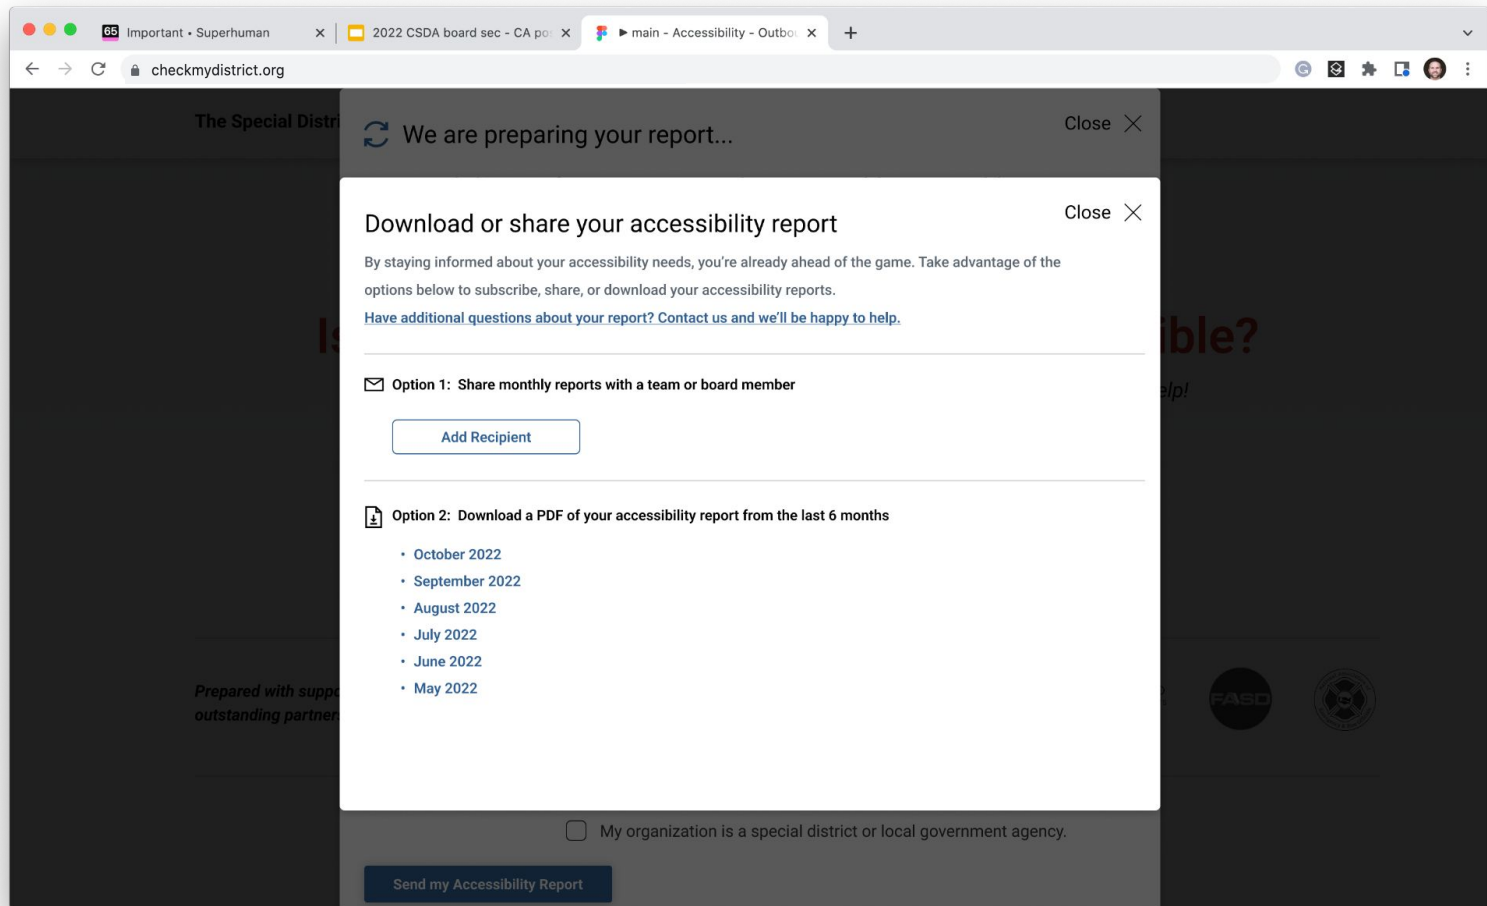 65 Important • Superhuman
2022 CSDA board sec - CA po
main - Accessibility - Outbou
checkmydistrict.org
The Special Distri
We are preparing your report...
Close
Download or share your accessibility report
Close
By staying informed about your accessibility needs, you're already ahead of the game. Take advantage of the
options below to subscribe, share, or download your accessibility reports.
Have additional questions about your report? Contact us and we'll be happy to help.
ible?
elp!
Option 1: Share monthly reports with a team or board member
Add Recipient
Option 2: Download a PDF of your accessibility report from the last 6 months
• October 2022
• September 2022
• August 2022
• July 2022
• June 2022
• May 2022
Prepared with suppo
outstanding partner
FASD
My organization is a special district or local government agency.
Send my Accessibility Report